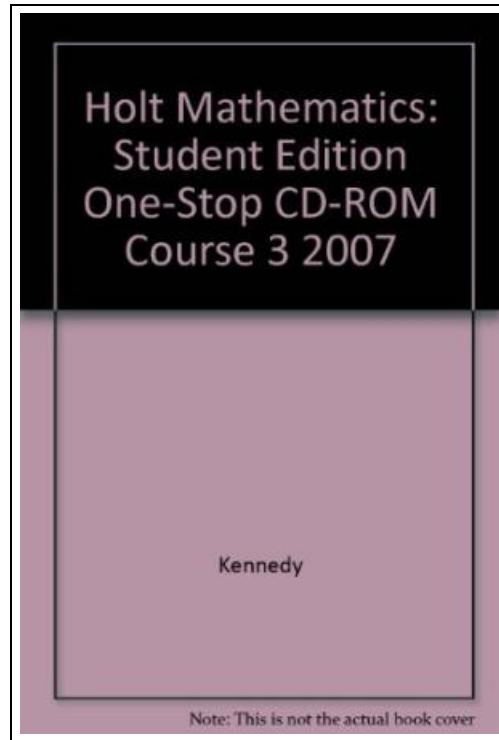 Holt Mathematics:
Student Edition
One-Stop CD-ROM
Course 3 2007
Kennedy
Note: This is not the actual book cover